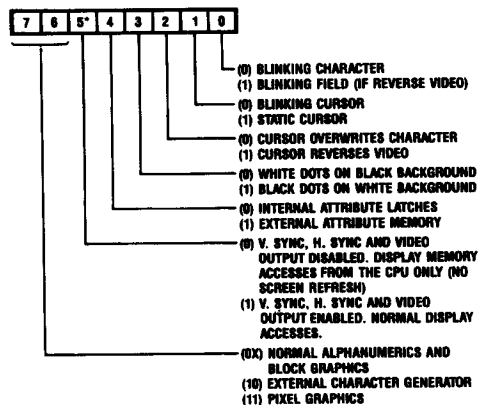 7 6 5* 4 3 2 1 0
(0) BLINKING CHARACTER
(1) BLINKING FIELD (IF REVERSE VIDEO)
(0) BLINKING CURSOR
(1) STATIC CURSOR
(0) CURSOR OVERWRITES CHARACTER
(1) CURSOR REVERSES VIDEO
(0) WHITE DOTS ON BLACK BACKGROUND
(1) BLACK DOTS ON WHITE BACKGROUND
(0) INTERNAL ATTRIBUTE LATCHES
(1) EXTERNAL ATTRIBUTE MEMORY
(0) V. SYNC, H. SYNC AND VIDEO
OUTPUT DISABLED. DISPLAY MEMORY
ACCESSES FROM THE CPU ONLY (NO
SCREEN REFRESH)
(1) V. SYNC, H. SYNC AND VIDEO
OUTPUT ENABLED. NORMAL DISPLAY
ACCESSES.
(0X) NORMAL ALPHANUMERICS AND
BLOCK GRAPHICS
(10) EXTERNAL CHARACTER GENERATOR
(11) PIXEL GRAPHICS